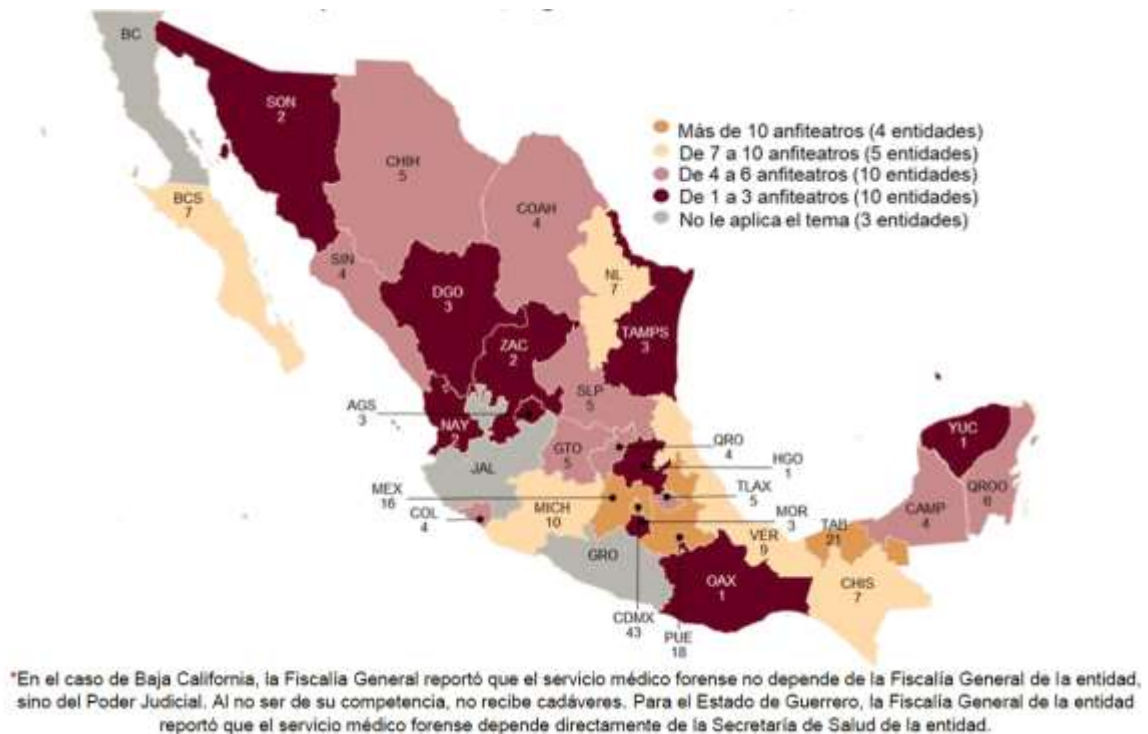 BC
SON
2
CHIH
5
COAH
4
BCS
7
SIN
4
DGO
3
NL
7
TAMPS
3
ZAC
2
SLP
5
AGS
3
NAY
2
JAL
GTO
5
QRO
4
HGO
1
MEX
16
COL
4
MICH
10
TLAX
5
MOR
3
VER
9
GRO
CDMX
43
PUE
18
OAX
1
TAB
21
CHIS
7
CAMP
4
YUC
1
QROO
6
Más de 10 anfiteatros (4 entidades)
De 7 a 10 anfiteatros (5 entidades)
De 4 a 6 anfiteatros (10 entidades)
De 1 a 3 anfiteatros (10 entidades)
No le aplica el tema (3 entidades)
*En el caso de Baja California, la Fiscalía General reportó que el servicio médico forense no depende de la Fiscalía General de la entidad,
sino del Poder Judicial. Al no ser de su competencia, no recibe cadáveres. Para el Estado de Guerrero, la Fiscalía General de la entidad
reportó que el servicio médico forense depende directamente de la Secretaría de Salud de la entidad.